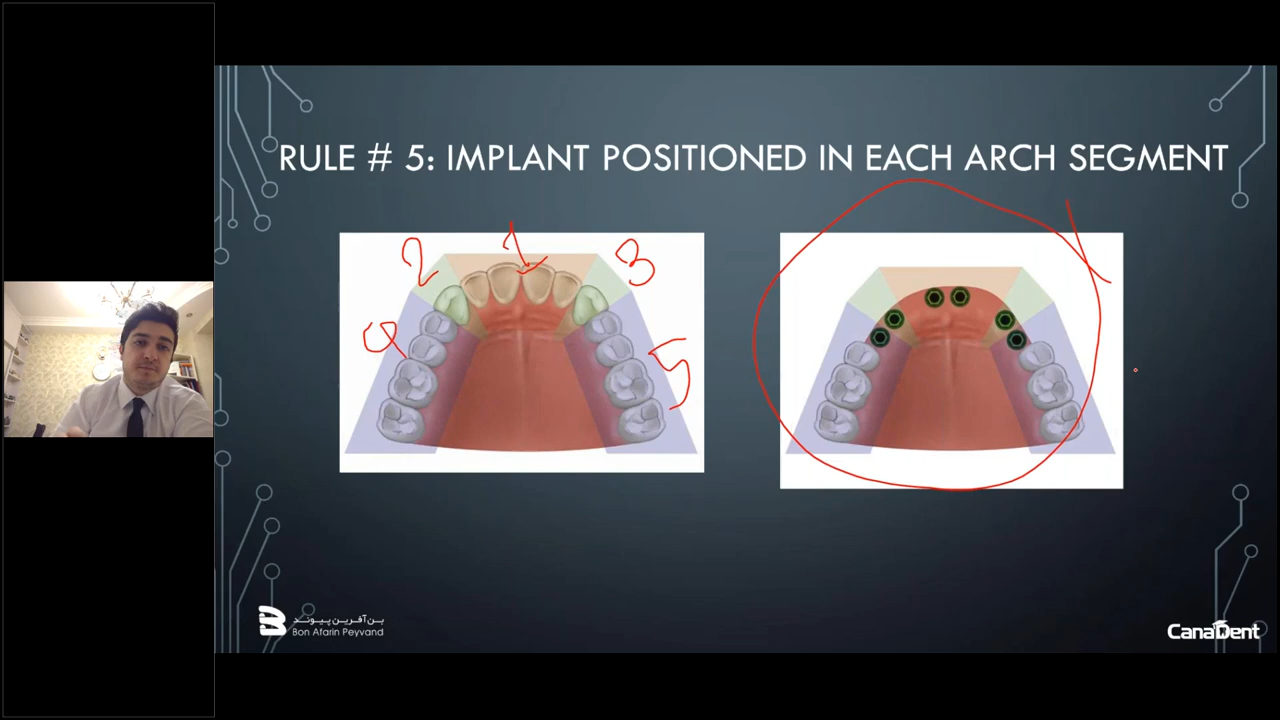 RULE # 5: IMPLANT POSITIONED IN EACH ARCH SEGMENT
2 1 3
4 5
بن آفرین پیوند
Bon Afarin Peyvand
CanaDent